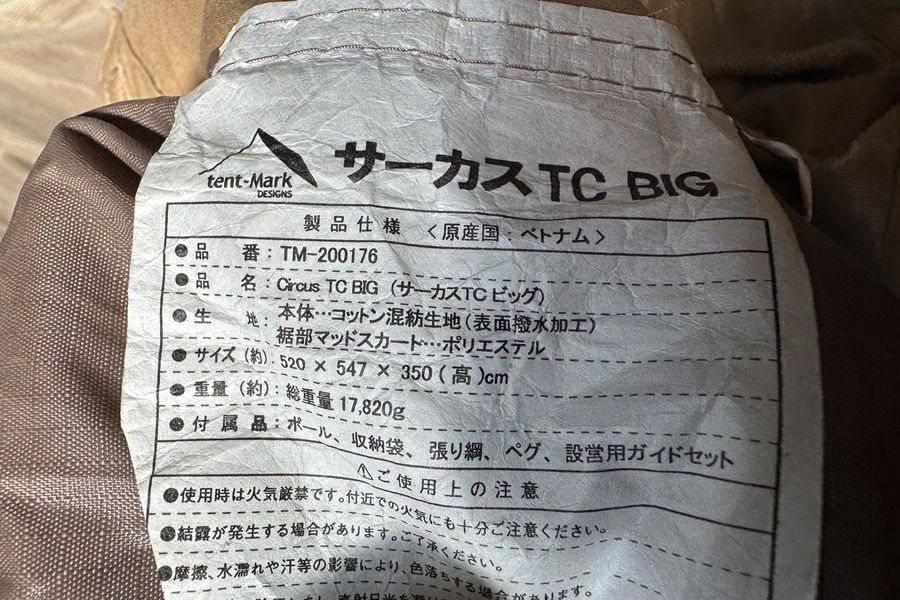 tent-Mark
DESIGNS
サーカス TC BIG
製品仕様 〈原産国：ベトナム〉
●品番：TM-200176
●品名：Circus TC BIG（サーカスTC ビッグ）
●生地：本体…コットン混紡生地（表面撥水加工）
裾部マッドスカート…ポリエステル
●サイズ（約）：520 × 547 × 350（高）cm
●重量（約）：総重量 17,820g
●付属品：ポール、収納袋、張り綱、ペグ、設営用ガイドセット
⚠ご使用上の注意
●使用時は火気厳禁です。付近での火気にも十分ご注意ください。
●結露が発生する場合があります。ご了承ください。
●摩擦、水濡れや汗等の影響により、色落ちする場合があります。